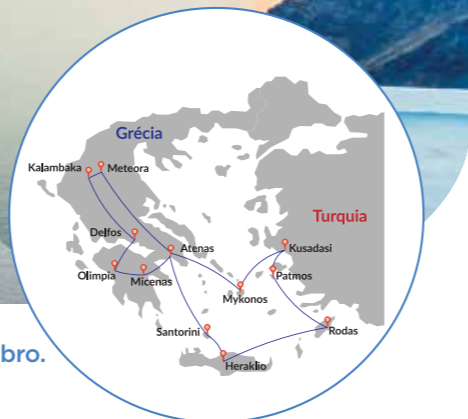 Grécia
Kalambaka
Meteora
Turquia
Delfos
Atenas
Kusadasi
Olimpia
Micenas
Patmos
Mykonos
Santorini
Rodas
Heraklio
bro.